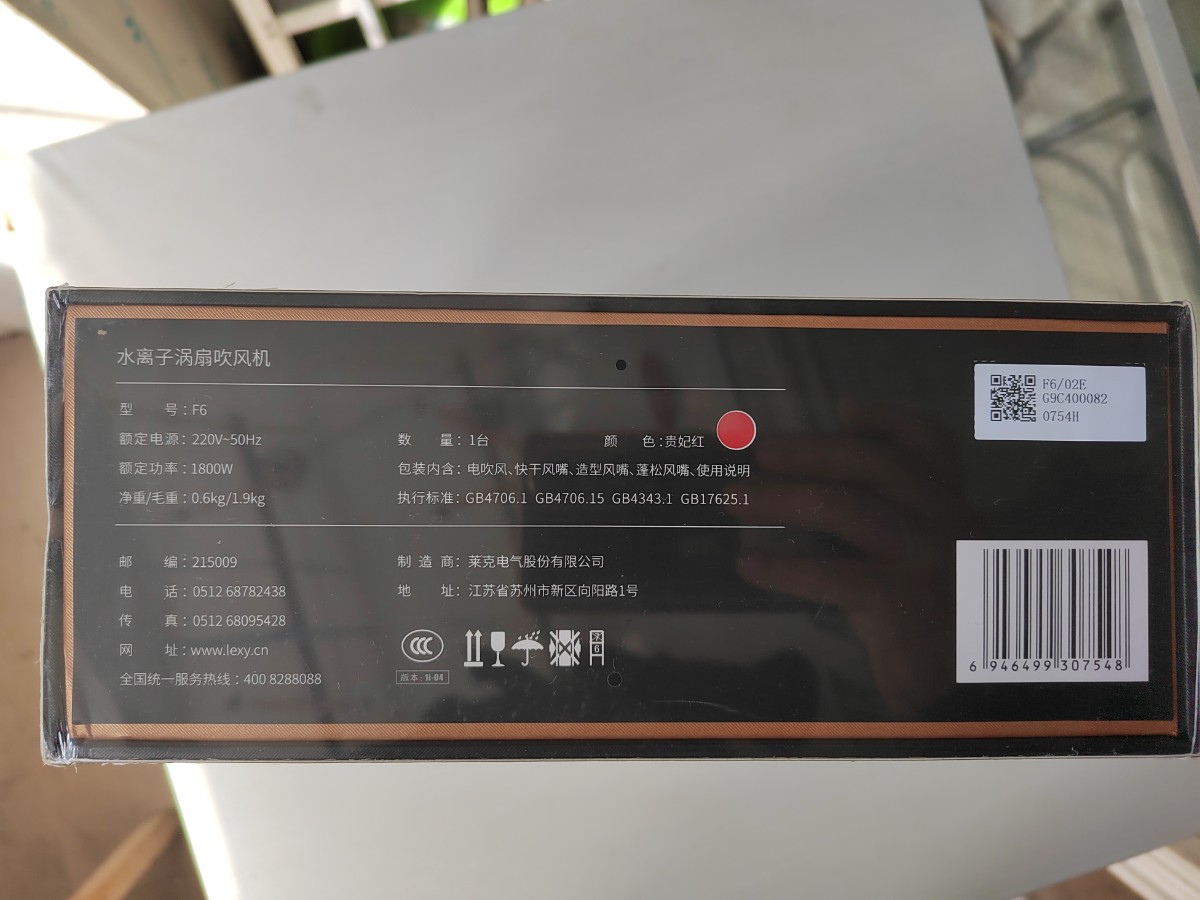 水离子涡扇吹风机
型 号：F6
额定电源：220V~50Hz
数 量：1台 颜 色：贵妃红
额定功率：1800W
包装内含：电吹风、快干风嘴、造型风嘴、蓬松风嘴、使用说明
净重/毛重：0.6kg/1.9kg
执行标准：GB4706.1 GB4706.15 GB4343.1 GB17625.1
邮 编：215009
制 造 商：莱克电气股份有限公司
电 话：0512 68782438
地 址：江苏省苏州市新区向阳路1号
传 真：0512 68095428
网 址：www.lexy.cn
全国统一服务热线：400 8288088
CCC
版本：1I-04
6
F6/02E
G9C400082
0754H
6 946499 307548